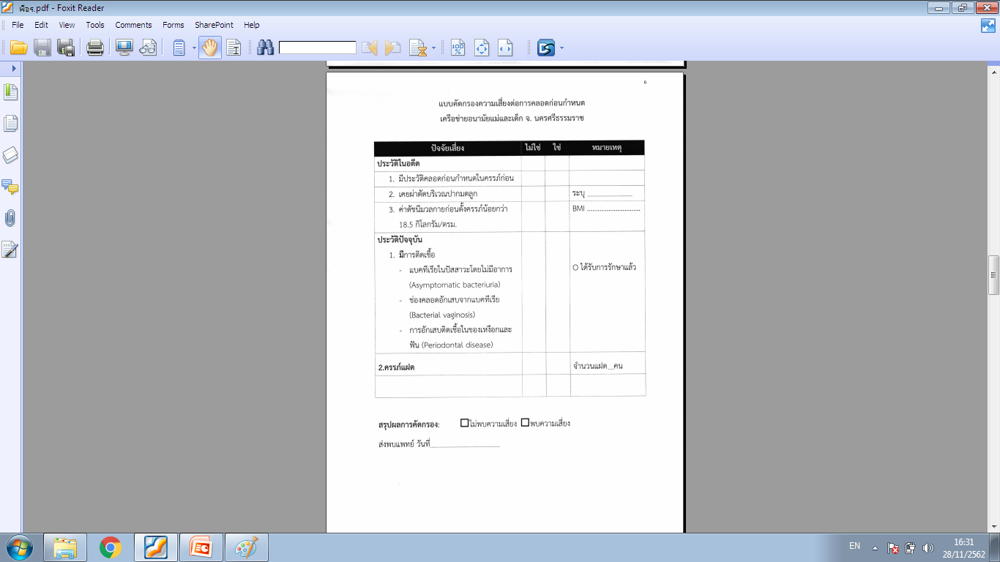 พิจร.pdf - Foxit Reader
File Edit View Tools Comments Forms SharePoint Help
6
แบบคัดกรองความเสี่ยงต่อการคลอดก่อนกำหนด
เครือข่ายอนามัยแม่และเด็ก จ. นครศรีธรรมราช
ปัจจัยเสี่ยง ไม่ใช่ ใช่ หมายเหตุ
ประวัติในอดีต
1. มีประวัติคลอดก่อนกำหนดในครรภ์ก่อน
2. เคยผ่าตัดบริเวณปากมดลูก ระบุ ............................
3. ค่าดัชนีมวลกายก่อนตั้งครรภ์น้อยกว่า BMI ..............................
18.5 กิโลกรัม/ตรม.
ประวัติปัจจุบัน
1. มีการติดเชื้อ
- แบคทีเรียในปัสสาวะโดยไม่มีอาการ O ได้รับการรักษาแล้ว
(Asymptomatic bacteriuria)
- ช่องคลอดอักเสบจากแบคทีเรีย
(Bacterial vaginosis)
- การอักเสบติดเชื้อในของเหงือกและ
ฟัน (Periodontal disease)
2.ครรภ์แฝด จำนวนแฝด....คน
สรุปผลการคัดกรอง: ☐ไม่พบความเสี่ยง ☐พบความเสี่ยง
ส่งพบแพทย์ วันที่..........................................
EN 16:31
28/11/2562